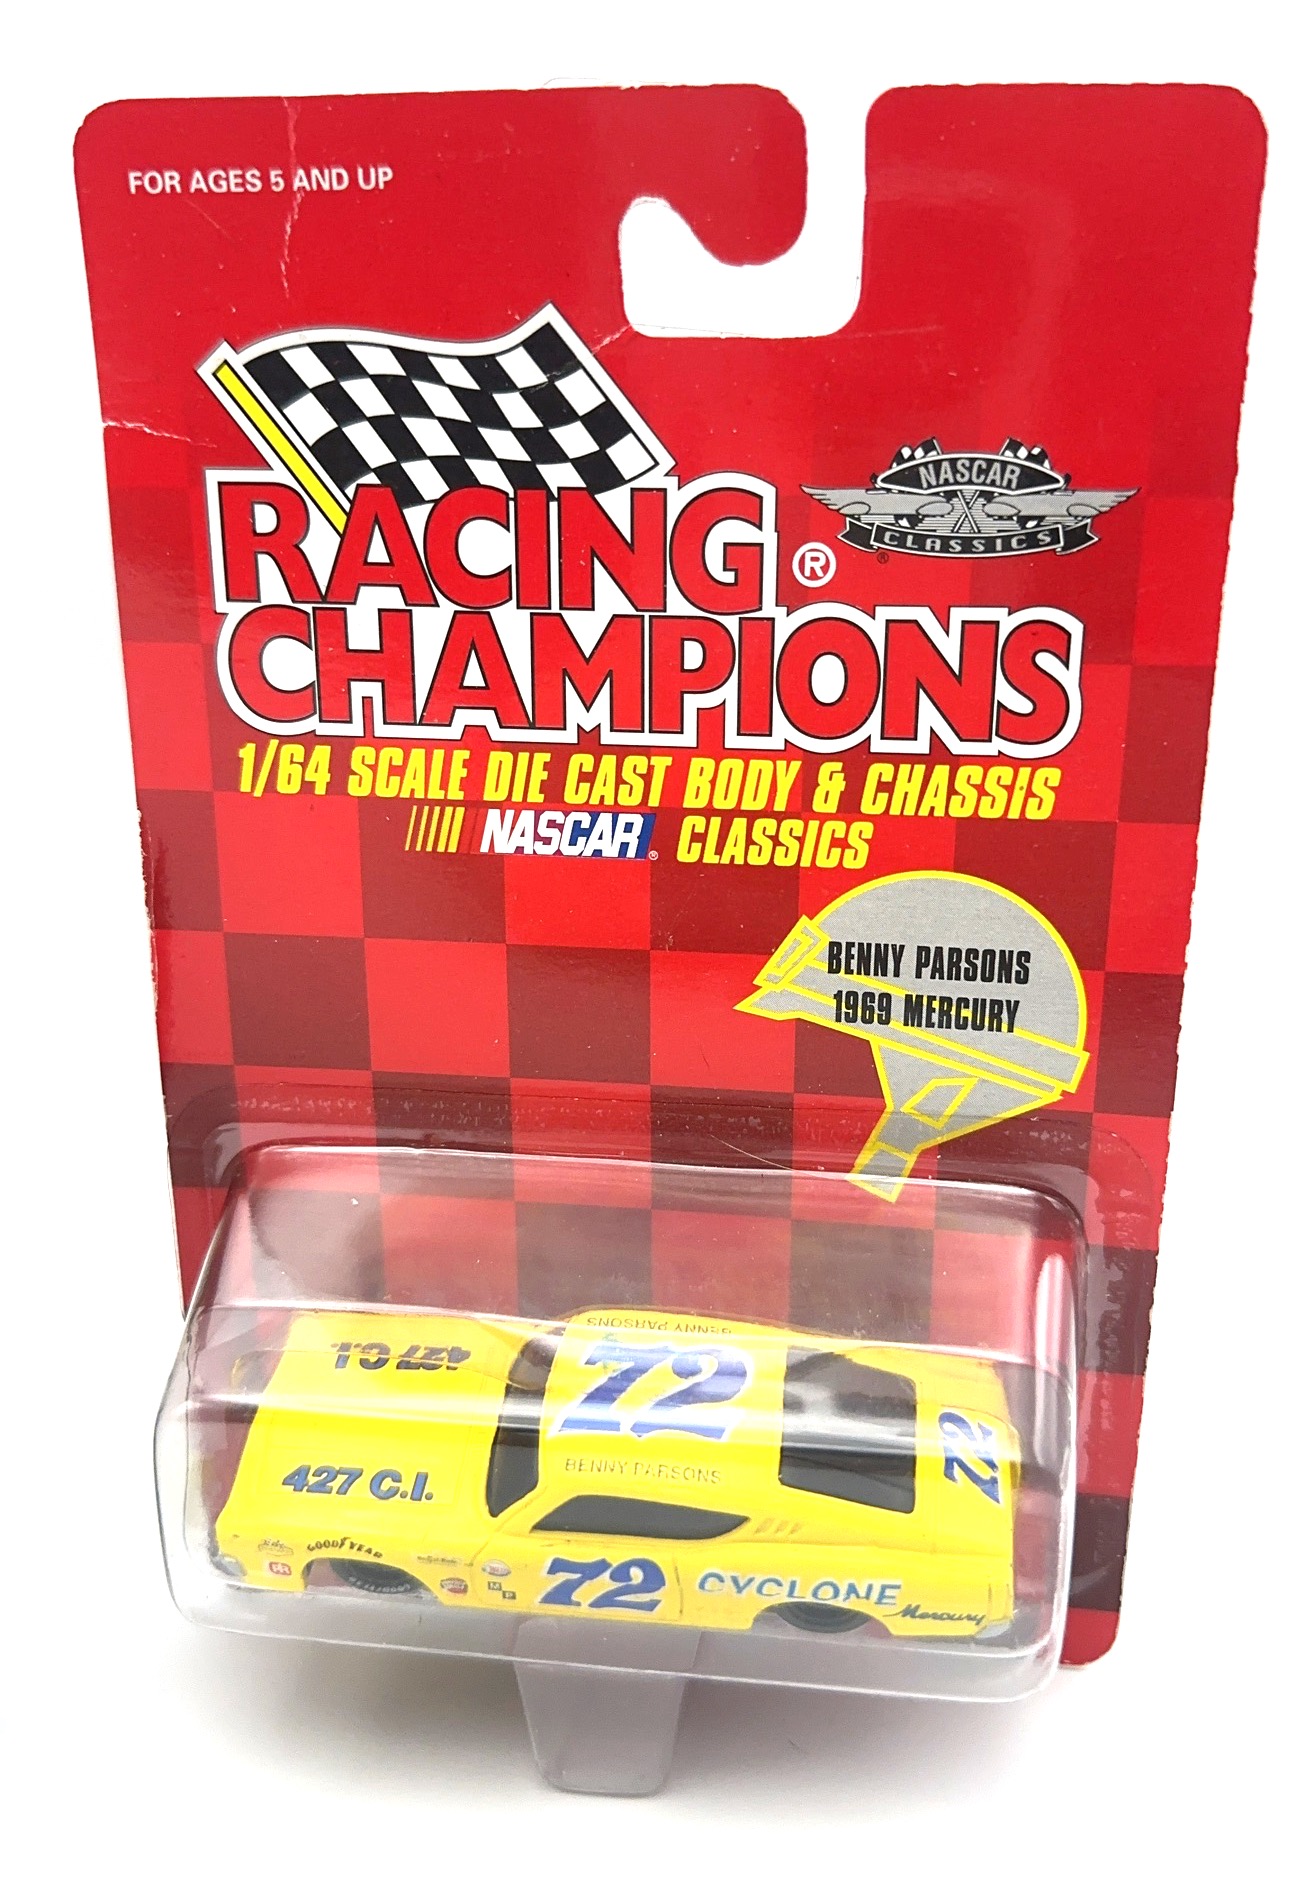 FOR AGES 5 AND UP
NASCAR
CLASSICS
®
RACING ®
CHAMPIONS
1/64 SCALE DIE CAST BODY & CHASSIS
NASCAR® CLASSICS
BENNY PARSONS
1969 MERCURY
BENNY PARSONS
427 C.I.
72
72
BENNY PARSONS
427 C.I.
GOODYEAR
GOODYEAR
M
P
72
CYCLONE
Mercury